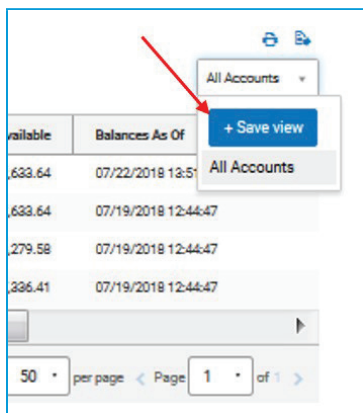 All Accounts
vailable Balances As Of + Save view
,633.64 07/22/2018 13:51 All Accounts
,633.64 07/19/2018 12:44:47
,279.58 07/19/2018 12:44:47
,336.41 07/19/2018 12:44:47
50 per page Page 1 of 1